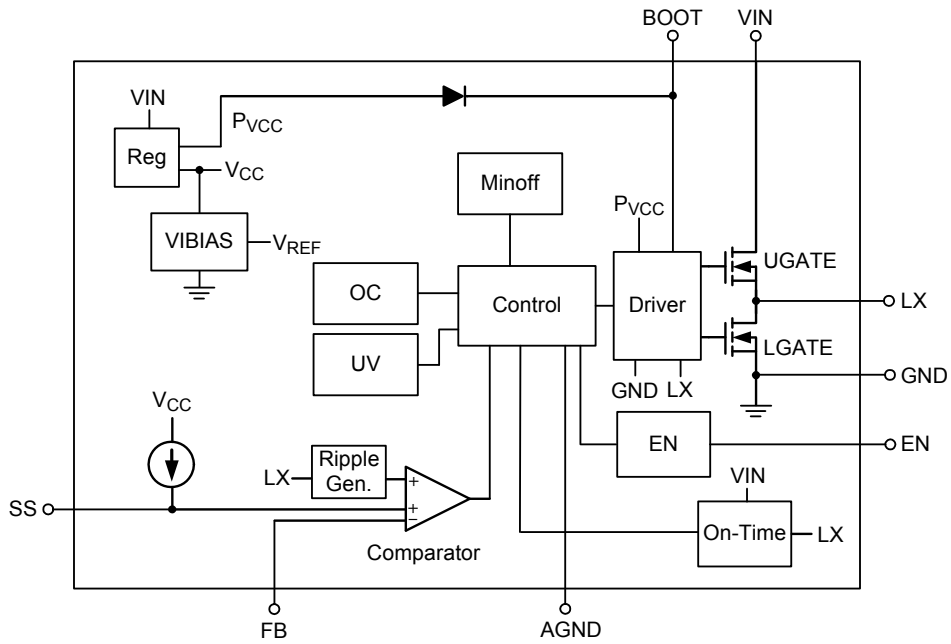 BOOT
VIN
VIN
PVCC
Reg
VCC
Minoff
PVCC
VIBIAS
VREF
UGATE
OC
Control
Driver
LX
LGATE
UV
GND
LX
GND
VCC
EN
EN
Ripple
Gen.
LX
+
VIN
SS
+
−
On-Time
LX
Comparator
FB
AGND